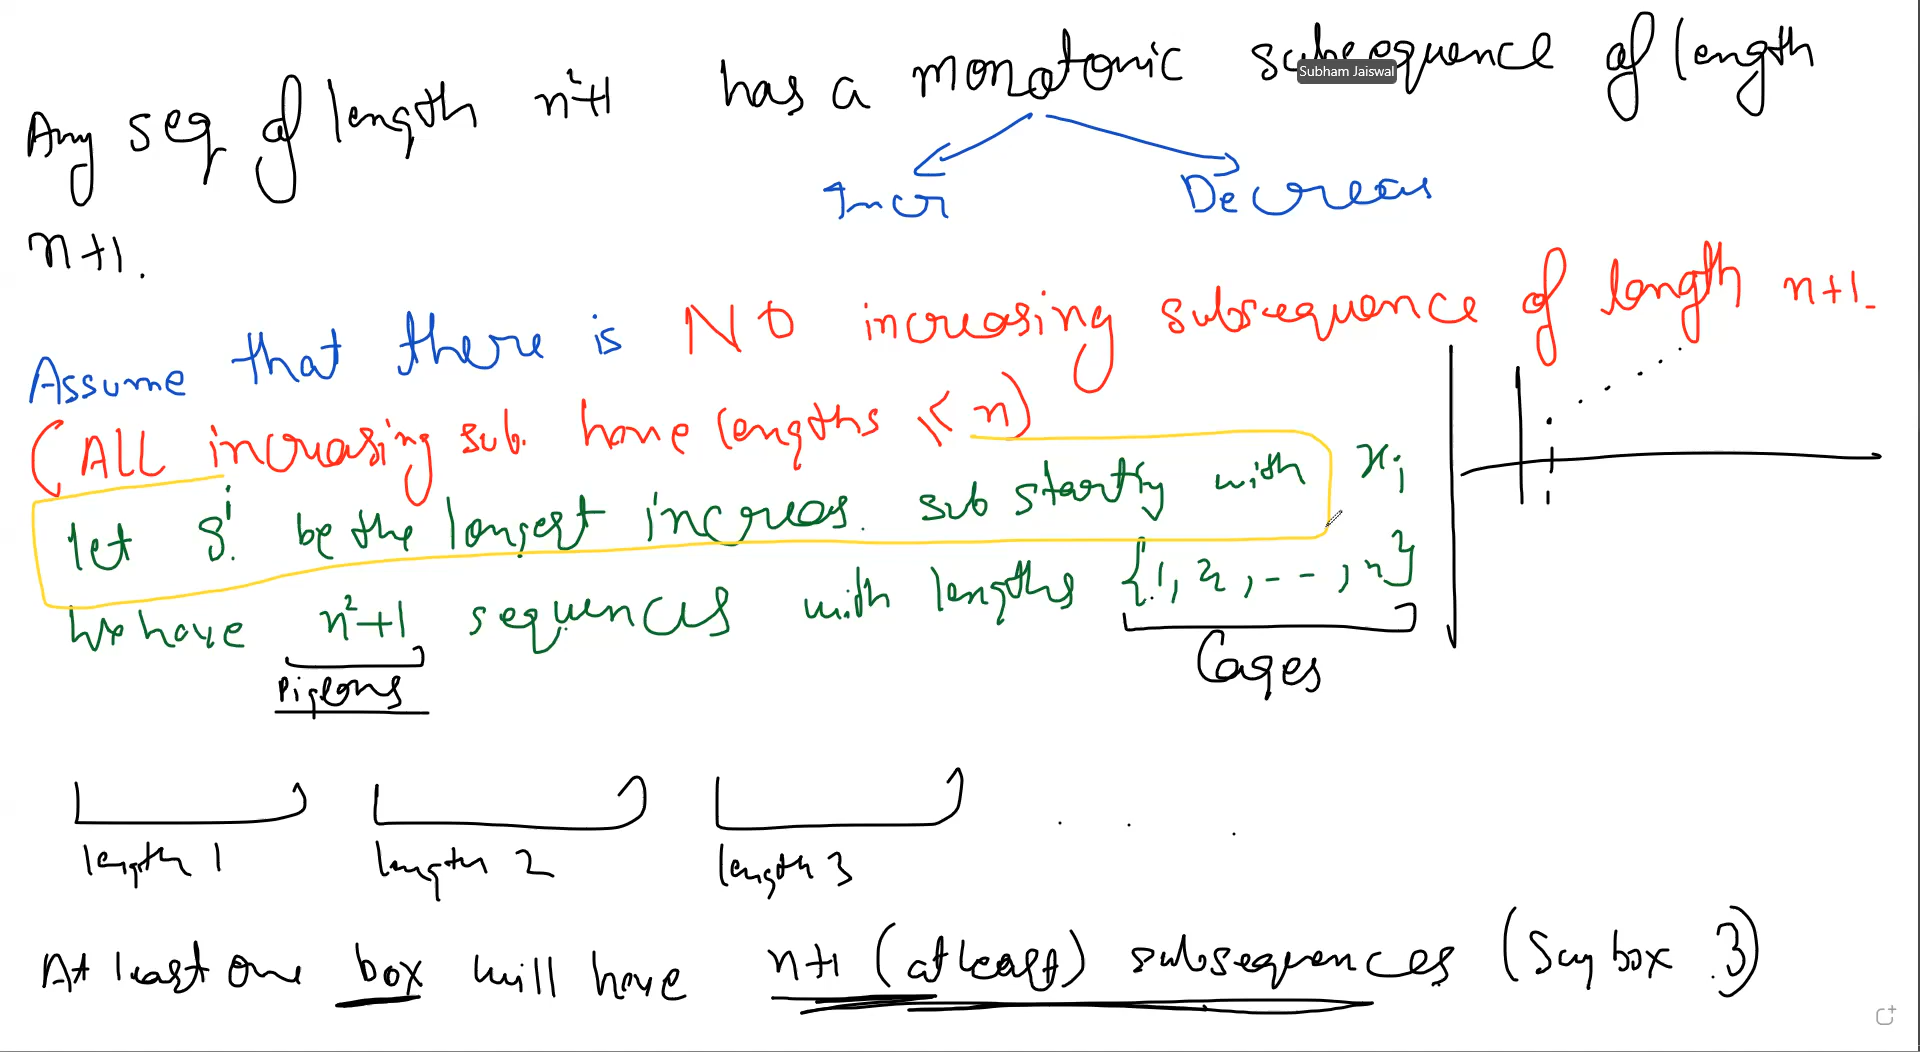 Any seq of length n²+1 has a monotonic subsequence of length
Subham Jaiswal
Incr Decreas
n+1.
Assume that there is NO increasing subsequence of length n+1.
(ALL increasing sub. have lengths ≤ n)
let Sⁱ be the longest increas. sub starting with xᵢ
We have n²+1 sequences with lengths {1, 2, --, n}
Pigeons Cages
length 1 length 2 length 3 . . .
At least one box will have n+1 (at least) subsequences (Say box 3)